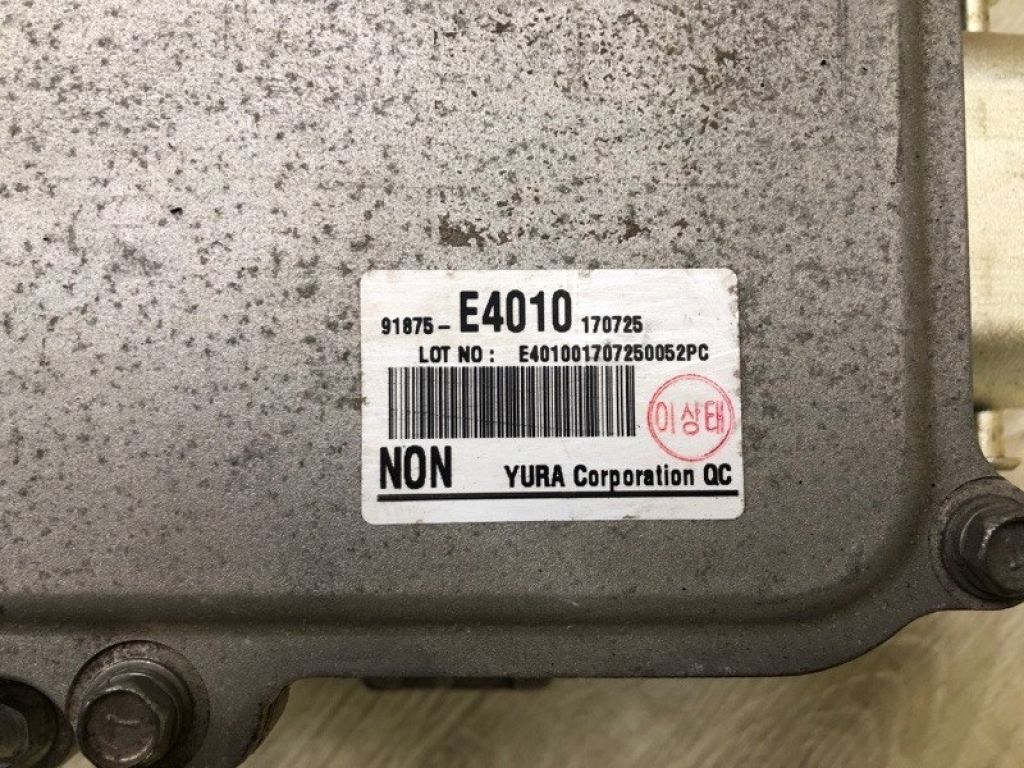 91875- E4010 170725
LOT NO : E401001707250052PC
이상태
NON YURA Corporation QC